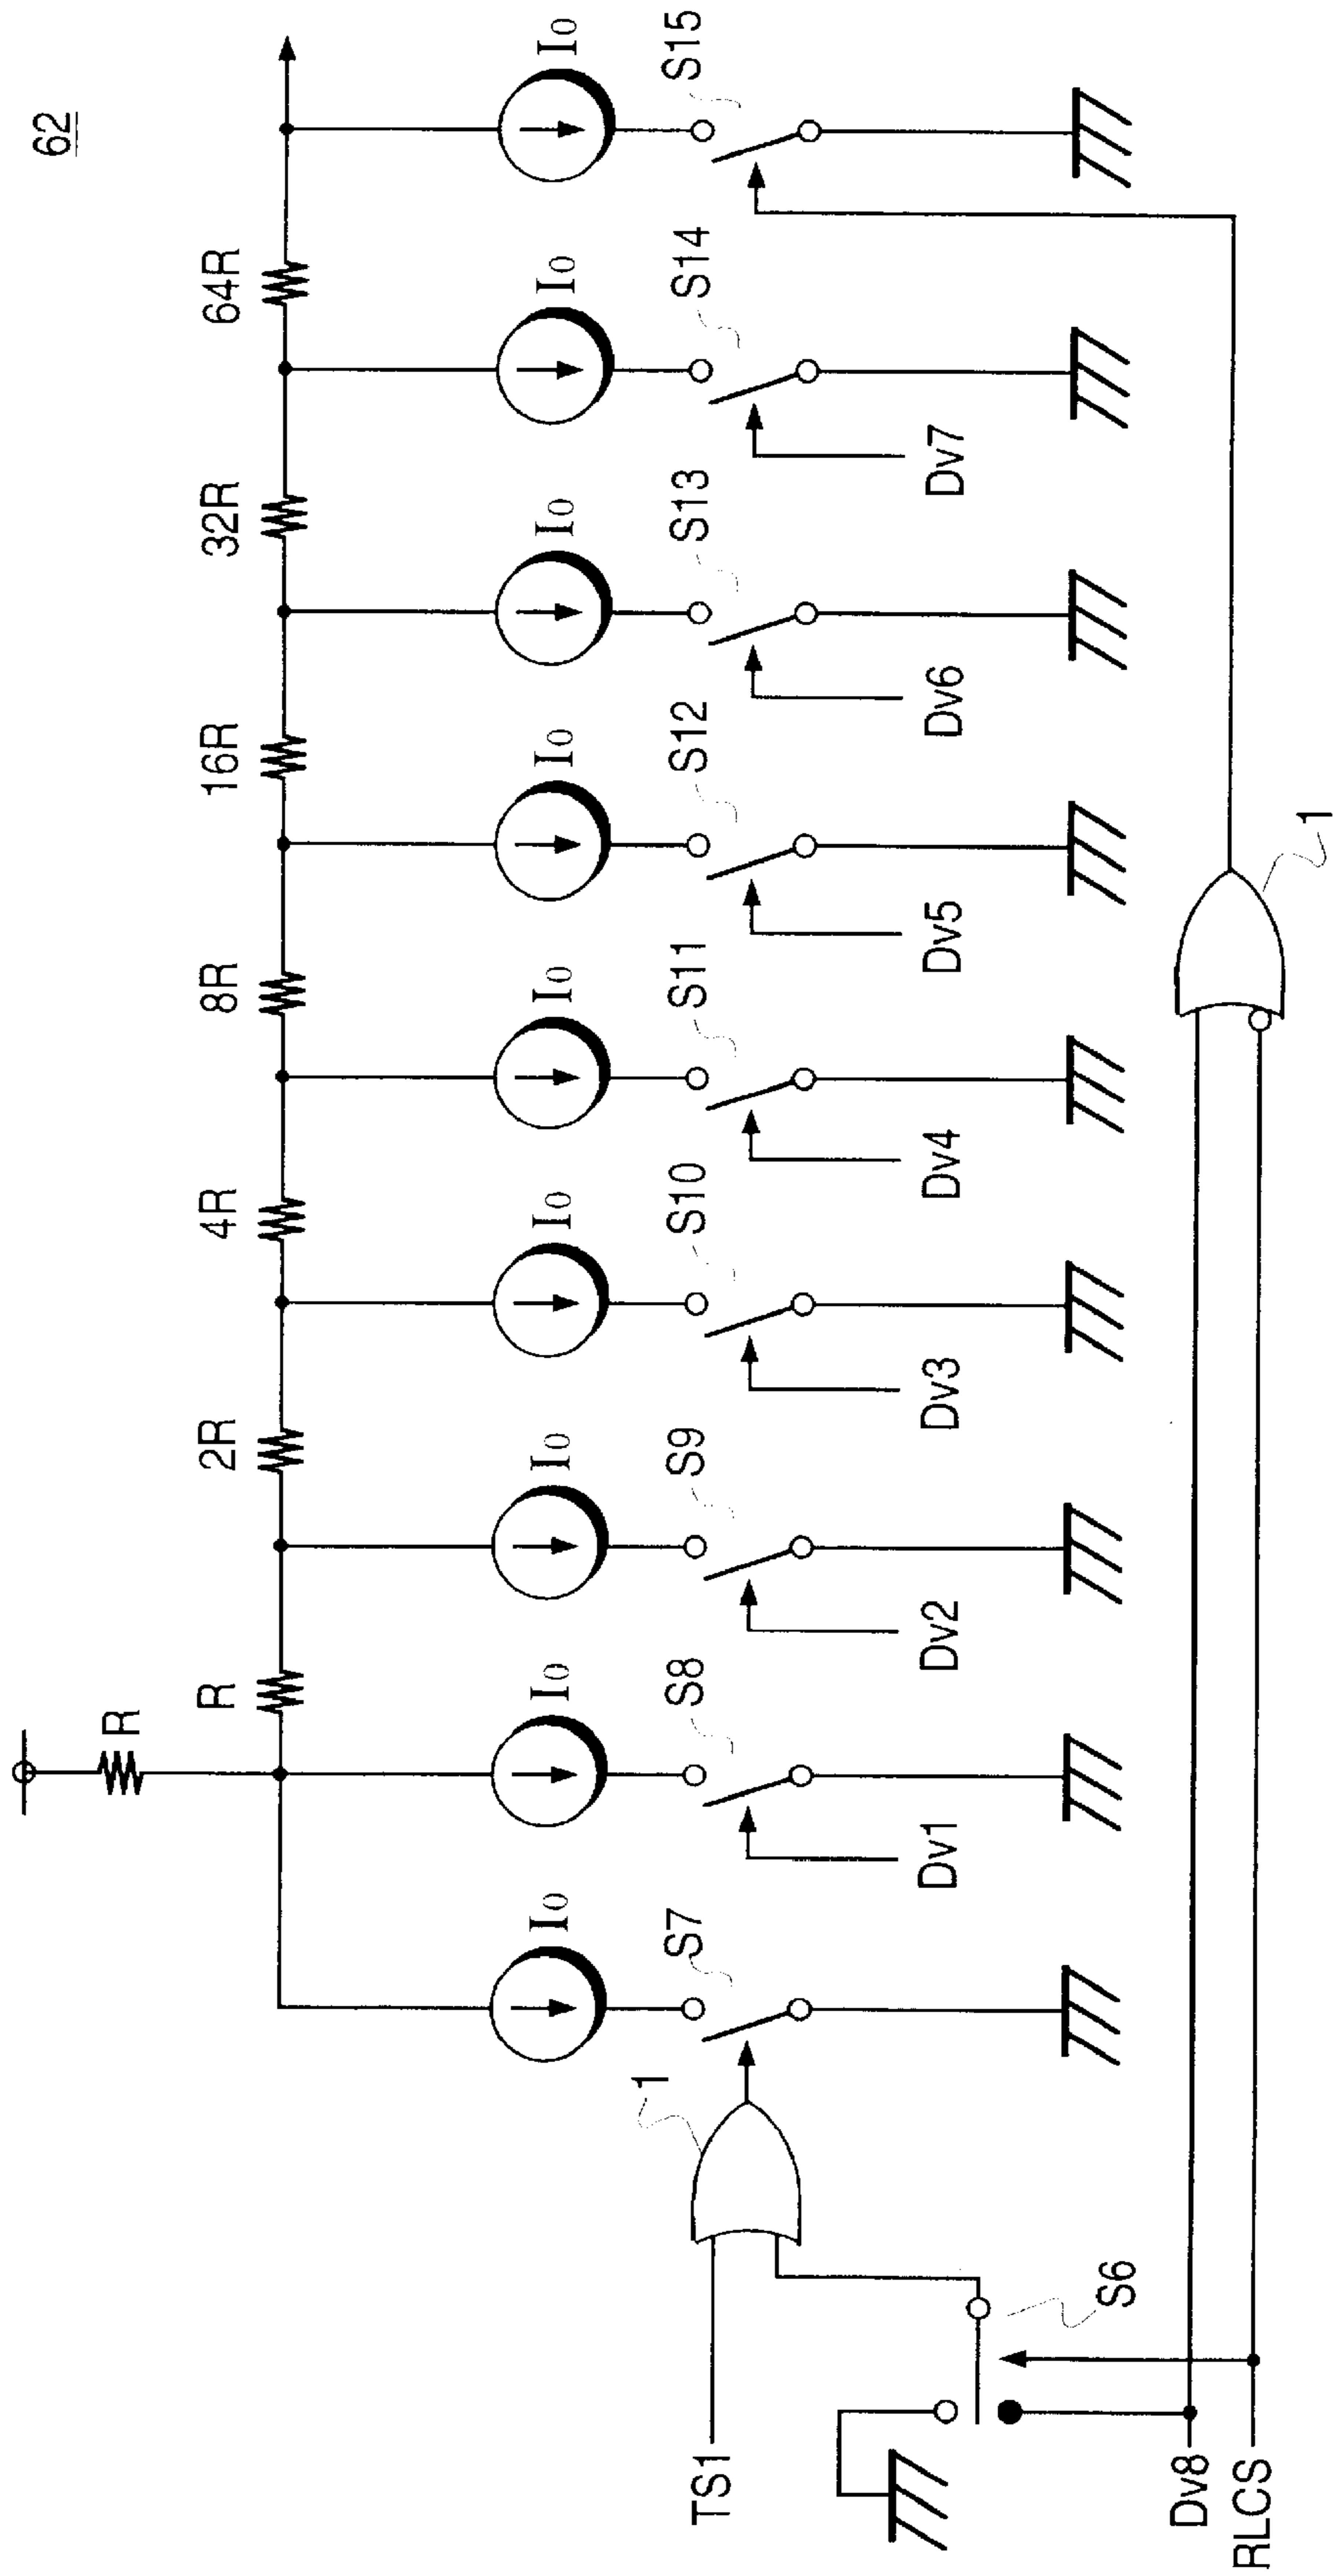 62
R
R
2R
4R
8R
16R
32R
64R
I0
I0
I0
I0
I0
I0
I0
I0
I0
S7
S8
S9
S10
S11
S12
S13
S14
S15
Dv1
Dv2
Dv3
Dv4
Dv5
Dv6
Dv7
1
TS1
S6
1
Dv8
RLCS